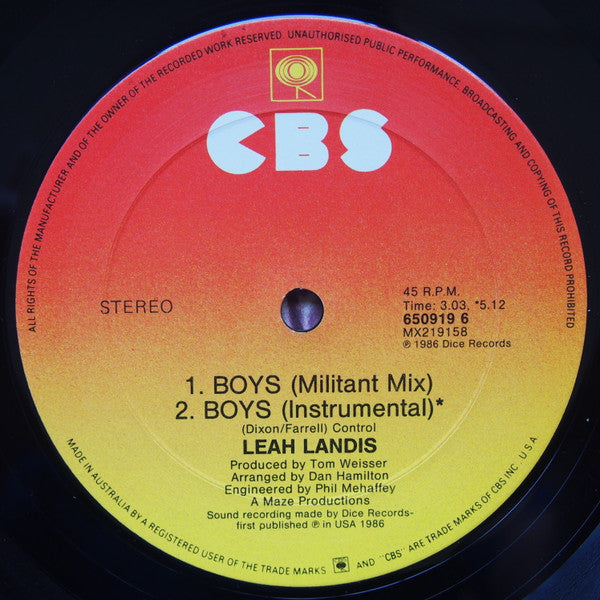 ALL RIGHTS OF THE MANUFACTURER AND OF THE OWNER OF THE RECORDED WORK RESERVED. UNAUTHORISED PUBLIC PERFORMANCE, BROADCASTING AND COPYING OF THIS RECORD PROHIBITED
CBS
STEREO
45 R.P.M.
Time: 3.03, *5.12
650919 6
MX219158
℗ 1986 Dice Records
1. BOYS (Militant Mix)
2. BOYS (Instrumental)*
(Dixon/Farrell) Control
LEAH LANDIS
Produced by Tom Weisser
Arranged by Dan Hamilton
Engineered by Phil Mehaffey
A Maze Productions
Sound recording made by Dice Records-
first published ℗ in USA 1986
MADE IN AUSTRALIA BY A REGISTERED USER OF THE TRADE MARKS AND "CBS" ARE TRADE MARKS OF CBS INC. U S A